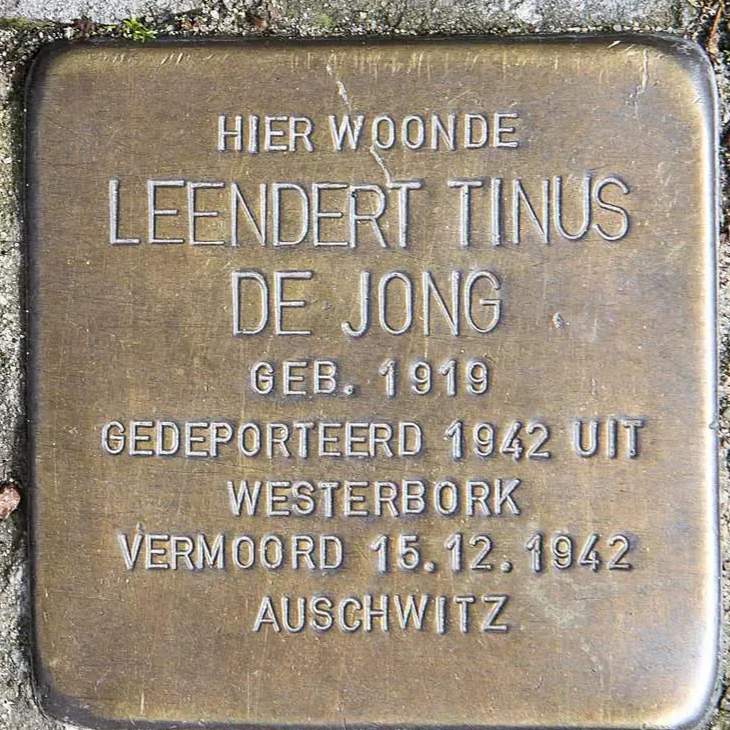 HIER WOONDE
LEENDERT TINUS
DE JONG
GEB. 1919
GEDEPORTEERD 1942 UIT
WESTERBORK
VERMOORD 15.12.1942
AUSCHWITZ